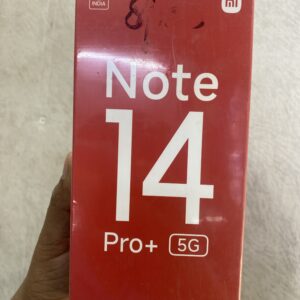 INDIA
mi
Note
14
Pro+ 5G